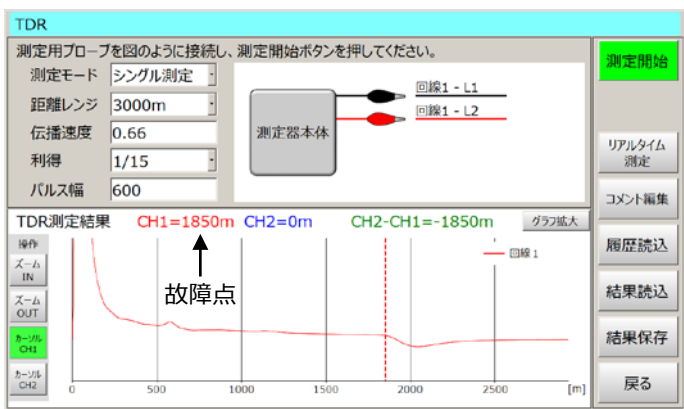 TDR
測定用プローブを図のように接続し、測定開始ボタンを押してください。
測定モード シングル測定
距離レンジ 3000m
伝播速度 0.66
利得 1/15
パルス幅 600
測定器本体
回線1 - L1
回線1 - L2
測定開始
リアルタイム
測定
コメント編集
履歴読込
結果読込
結果保存
戻る
TDR測定結果 CH1=1850m CH2=0m CH2-CH1=-1850m グラフ拡大
操作
ズーム
IN
ズーム
OUT
カーソル
CH1
カーソル
CH2
回線 1
故障点
0 500 1000 1500 2000 2500 [m]